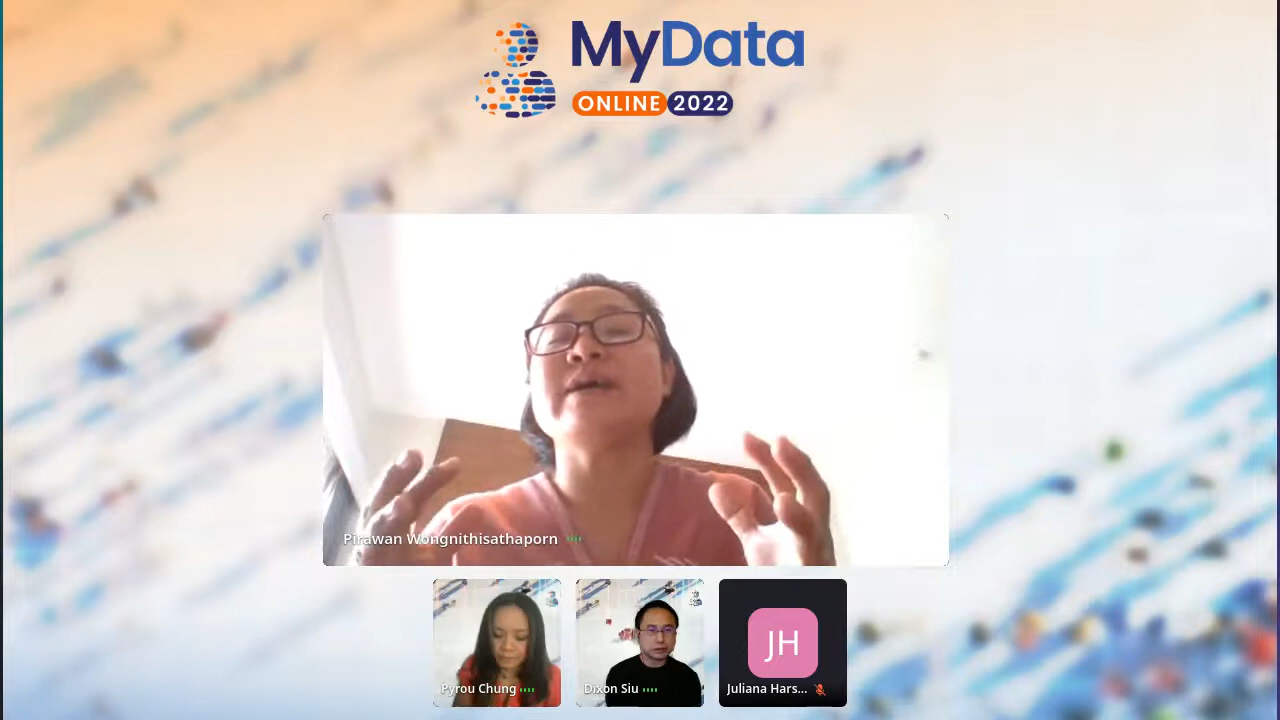 MyData
ONLINE 2022
Pirawan Wongnithisathaporn
Pyrou Chung
Dixon Siu
JH
Juliana Hars...